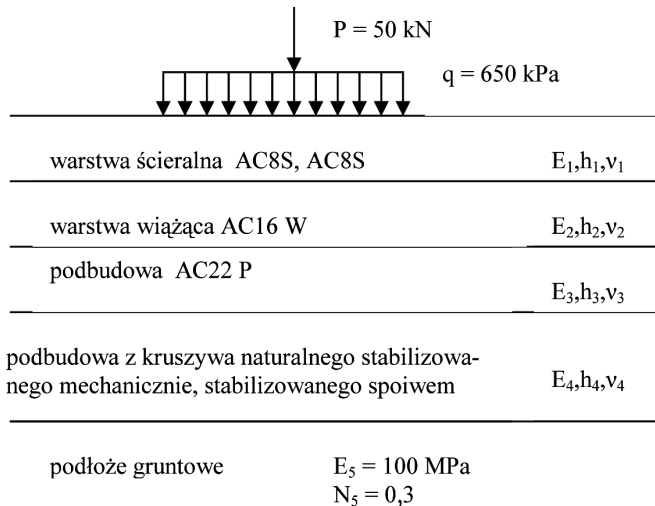 P = 50 kN
q = 650 kPa
warstwa ścieralna AC8S, AC8S E₁,h₁,ν₁
warstwa wiążąca AC16 W E₂,h₂,ν₂
podbudowa AC22 P
E₃,h₃,ν₃
podbudowa z kruszywa naturalnego stabilizowa-
nego mechanicznie, stabilizowanego spoiwem E₄,h₄,ν₄
podłoże gruntowe E₅ = 100 MPa
N₅ = 0,3